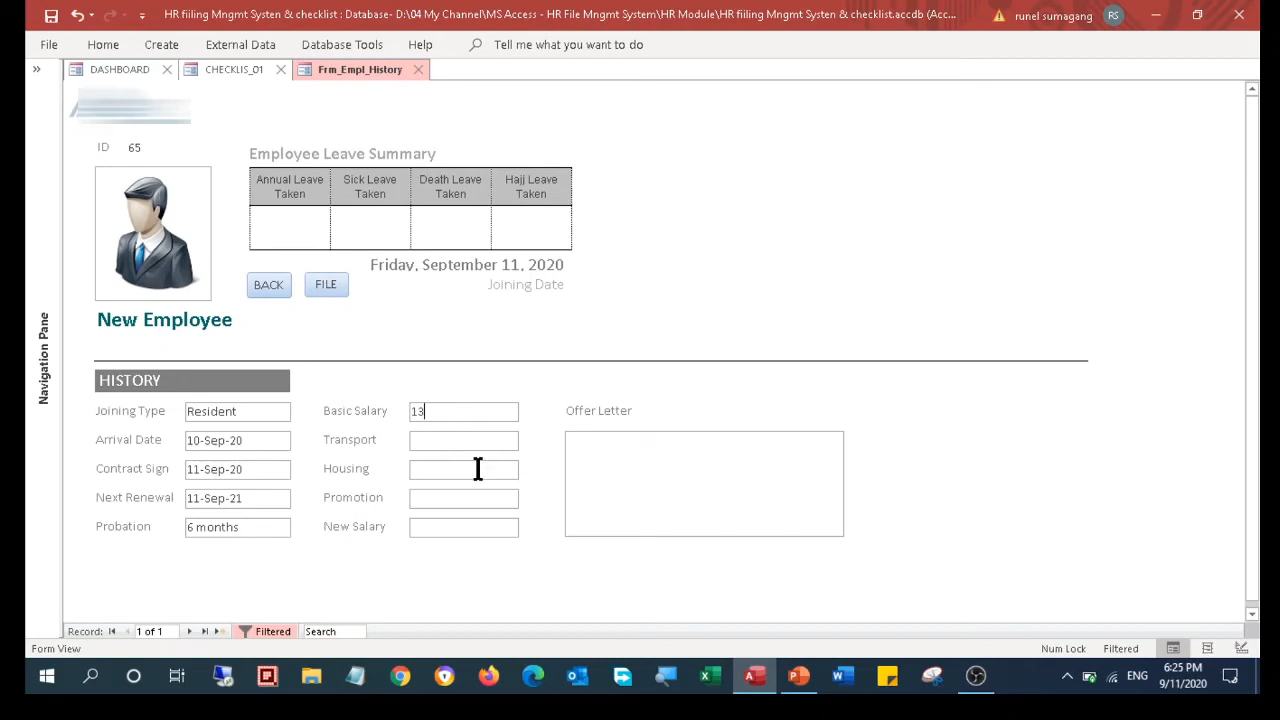 HR fiiling Mngmt Systen & checklist : Database- D:\04 My Channel\MS Access - HR File Mngmt System\HR Module\HR fiiling Mngmt Systen & checklist.accdb (Acc...
runel sumagang
RS
File Home Create External Data Database Tools Help Tell me what you want to do
DASHBOARD CHECKLIS_01 Frm_Empl_History
Navigation Pane
ID 65
Employee Leave Summary
Annual Leave Taken
Sick Leave Taken
Death Leave Taken
Hajj Leave Taken
Friday, September 11, 2020
BACK FILE Joining Date
New Employee
HISTORY
Joining Type Resident Basic Salary 13 Offer Letter
Arrival Date 10-Sep-20 Transport
Contract Sign 11-Sep-20 Housing
Next Renewal 11-Sep-21 Promotion
Probation 6 months New Salary
Record: 1 of 1 Filtered Search
Form View Num Lock Filtered
ENG 6:25 PM
9/11/2020